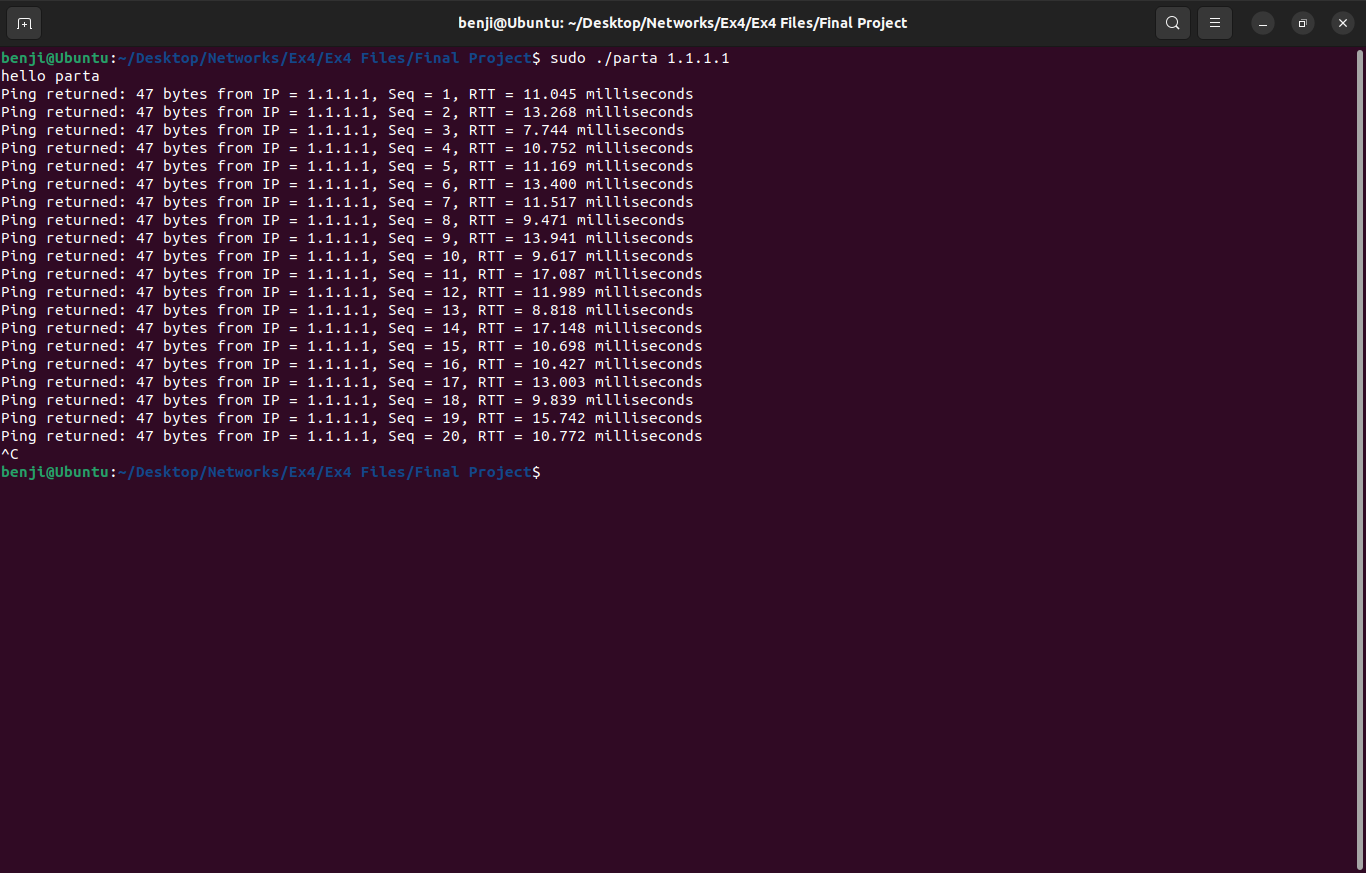 benji@Ubuntu: ~/Desktop/Networks/Ex4/Ex4 Files/Final Project
benji@Ubuntu:~/Desktop/Networks/Ex4/Ex4 Files/Final Project$ sudo ./parta 1.1.1.1
hello parta
Ping returned: 47 bytes from IP = 1.1.1.1, Seq = 1, RTT = 11.045 milliseconds
Ping returned: 47 bytes from IP = 1.1.1.1, Seq = 2, RTT = 13.268 milliseconds
Ping returned: 47 bytes from IP = 1.1.1.1, Seq = 3, RTT = 7.744 milliseconds
Ping returned: 47 bytes from IP = 1.1.1.1, Seq = 4, RTT = 10.752 milliseconds
Ping returned: 47 bytes from IP = 1.1.1.1, Seq = 5, RTT = 11.169 milliseconds
Ping returned: 47 bytes from IP = 1.1.1.1, Seq = 6, RTT = 13.400 milliseconds
Ping returned: 47 bytes from IP = 1.1.1.1, Seq = 7, RTT = 11.517 milliseconds
Ping returned: 47 bytes from IP = 1.1.1.1, Seq = 8, RTT = 9.471 milliseconds
Ping returned: 47 bytes from IP = 1.1.1.1, Seq = 9, RTT = 13.941 milliseconds
Ping returned: 47 bytes from IP = 1.1.1.1, Seq = 10, RTT = 9.617 milliseconds
Ping returned: 47 bytes from IP = 1.1.1.1, Seq = 11, RTT = 17.087 milliseconds
Ping returned: 47 bytes from IP = 1.1.1.1, Seq = 12, RTT = 11.989 milliseconds
Ping returned: 47 bytes from IP = 1.1.1.1, Seq = 13, RTT = 8.818 milliseconds
Ping returned: 47 bytes from IP = 1.1.1.1, Seq = 14, RTT = 17.148 milliseconds
Ping returned: 47 bytes from IP = 1.1.1.1, Seq = 15, RTT = 10.698 milliseconds
Ping returned: 47 bytes from IP = 1.1.1.1, Seq = 16, RTT = 10.427 milliseconds
Ping returned: 47 bytes from IP = 1.1.1.1, Seq = 17, RTT = 13.003 milliseconds
Ping returned: 47 bytes from IP = 1.1.1.1, Seq = 18, RTT = 9.839 milliseconds
Ping returned: 47 bytes from IP = 1.1.1.1, Seq = 19, RTT = 15.742 milliseconds
Ping returned: 47 bytes from IP = 1.1.1.1, Seq = 20, RTT = 10.772 milliseconds
^C
benji@Ubuntu:~/Desktop/Networks/Ex4/Ex4 Files/Final Project$